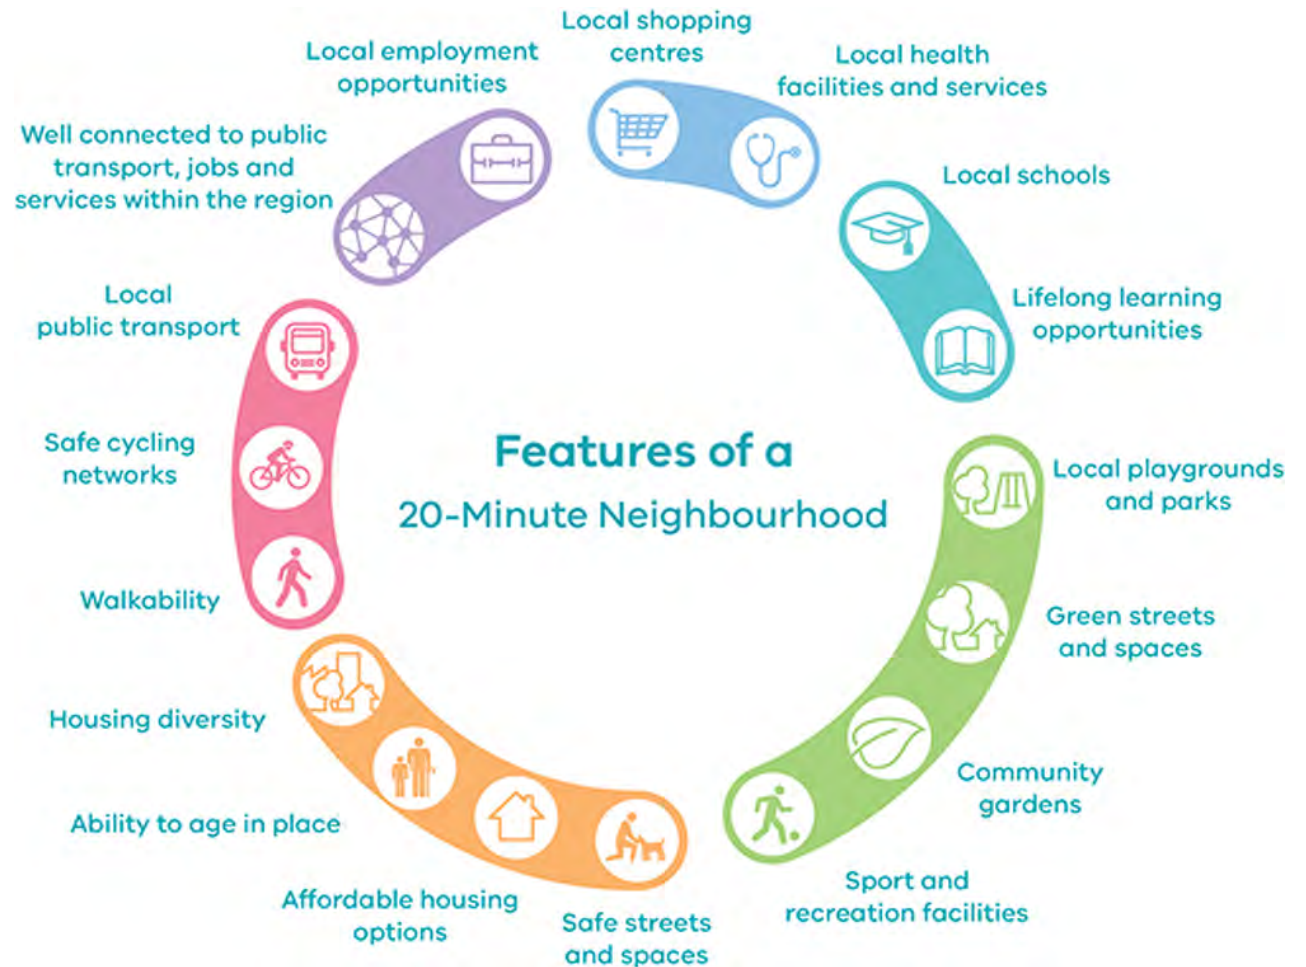 Features of a
20-Minute Neighbourhood
Local shopping
centres
Local health
facilities and services
Local schools
Lifelong learning
opportunities
Local playgrounds
and parks
Green streets
and spaces
Community
gardens
Sport and
recreation facilities
Safe streets
and spaces
Affordable housing
options
Ability to age in place
Housing diversity
Walkability
Safe cycling
networks
Local
public transport
Well connected to public
transport, jobs and
services within the region
Local employment
opportunities